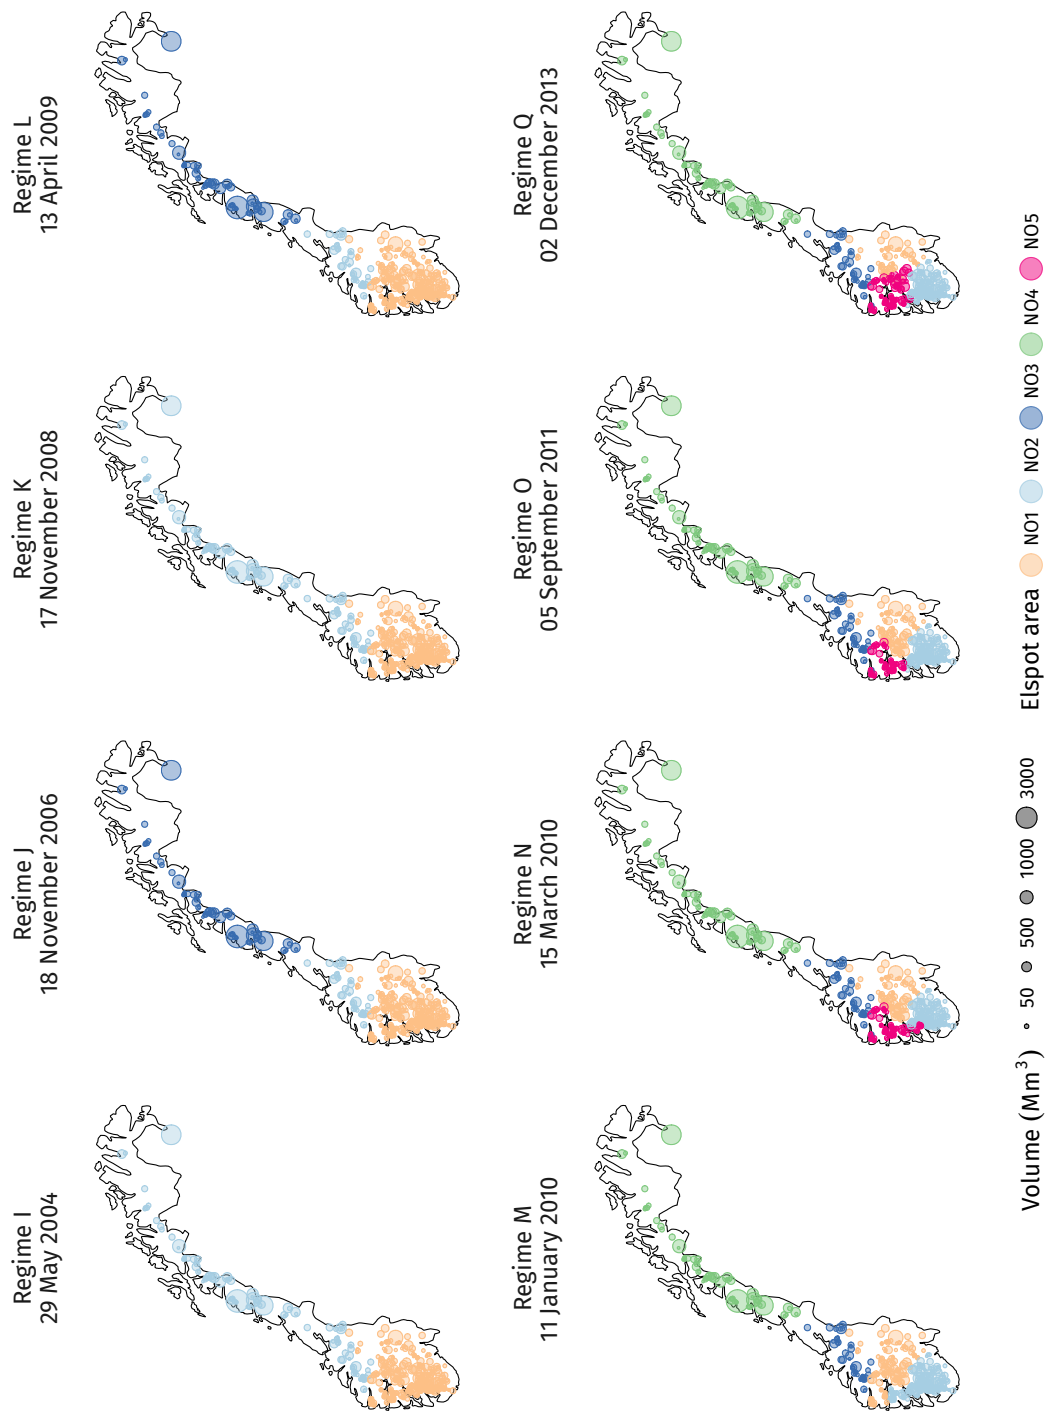 Regime I
29 May 2004
Regime J
18 November 2006
Regime K
17 November 2008
Regime L
13 April 2009
Regime M
11 January 2010
Regime N
15 March 2010
Regime O
05 September 2011
Regime Q
02 December 2013
Volume (Mm³) 50 500 1000 3000 Elspot area NO1 NO2 NO3 NO4 NO5